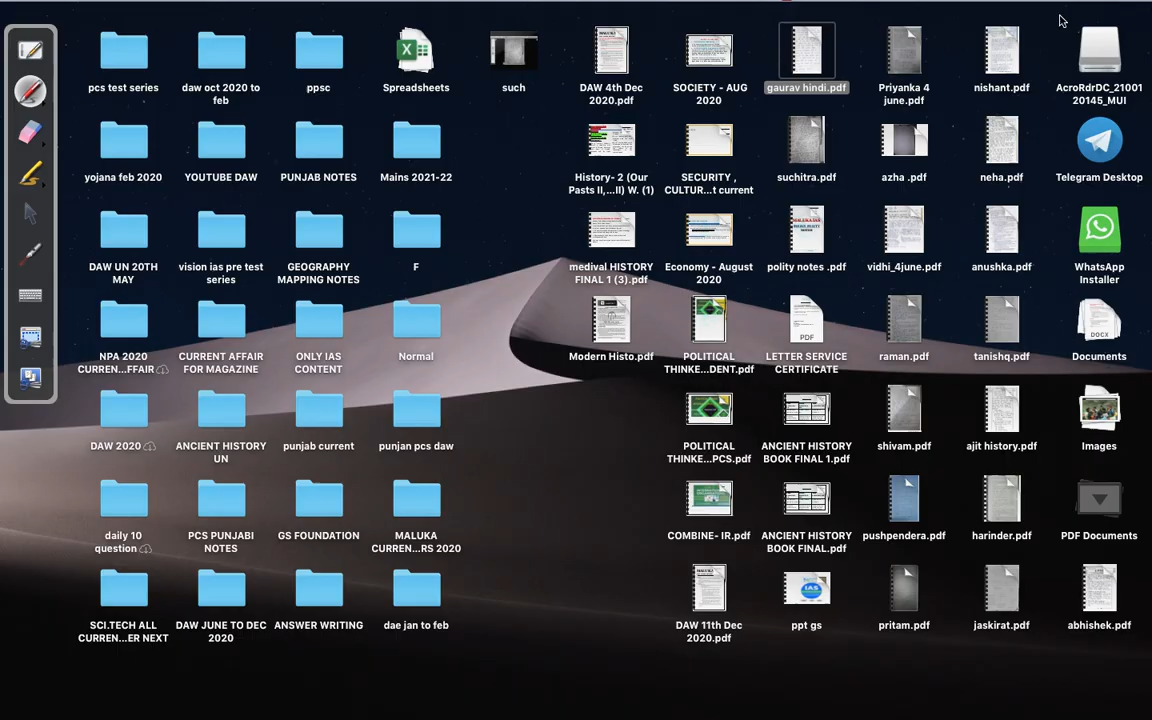 pcs test series
daw oct 2020 to
feb
ppsc
Spreadsheets
such
DAW 4th Dec
2020.pdf
SOCIETY - AUG
2020
gaurav hindi.pdf
Priyanka 4
june.pdf
nishant.pdf
AcroRdrDC_21001
20145_MUI
yojana feb 2020
YOUTUBE DAW
PUNJAB NOTES
Mains 2021-22
History- 2 (Our
Pasts II,...II) W. (1)
SECURITY ,
CULTUR...t current
suchitra.pdf
azha .pdf
neha.pdf
Telegram Desktop
DAW UN 20TH
MAY
vision ias pre test
series
GEOGRAPHY
MAPPING NOTES
F
medival HISTORY
FINAL 1 (3).pdf
Economy - August
2020
polity notes .pdf
vidhi_4june.pdf
anushka.pdf
WhatsApp
Installer
NPA 2020
CURREN...FFAIR
CURRENT AFFAIR
FOR MAGAZINE
ONLY IAS
CONTENT
Normal
Modern Histo.pdf
POLITICAL
THINKE...DENT.pdf
PDF
LETTER SERVICE
CERTIFICATE
raman.pdf
tanishq.pdf
DOCX
Documents
DAW 2020
ANCIENT HISTORY
UN
punjab current
punjan pcs daw
POLITICAL
THINKE...PCS.pdf
ANCIENT HISTORY
BOOK FINAL 1.pdf
shivam.pdf
ajit history.pdf
Images
daily 10
question
PCS PUNJABI
NOTES
GS FOUNDATION
MALUKA
CURREN...RS 2020
COMBINE- IR.pdf
ANCIENT HISTORY
BOOK FINAL.pdf
pushpendera.pdf
harinder.pdf
PDF Documents
SCI.TECH ALL
CURREN...ER NEXT
DAW JUNE TO DEC
2020
ANSWER WRITING
dae jan to feb
DAW 11th Dec
2020.pdf
IAS
ppt gs
pritam.pdf
jaskirat.pdf
abhishek.pdf